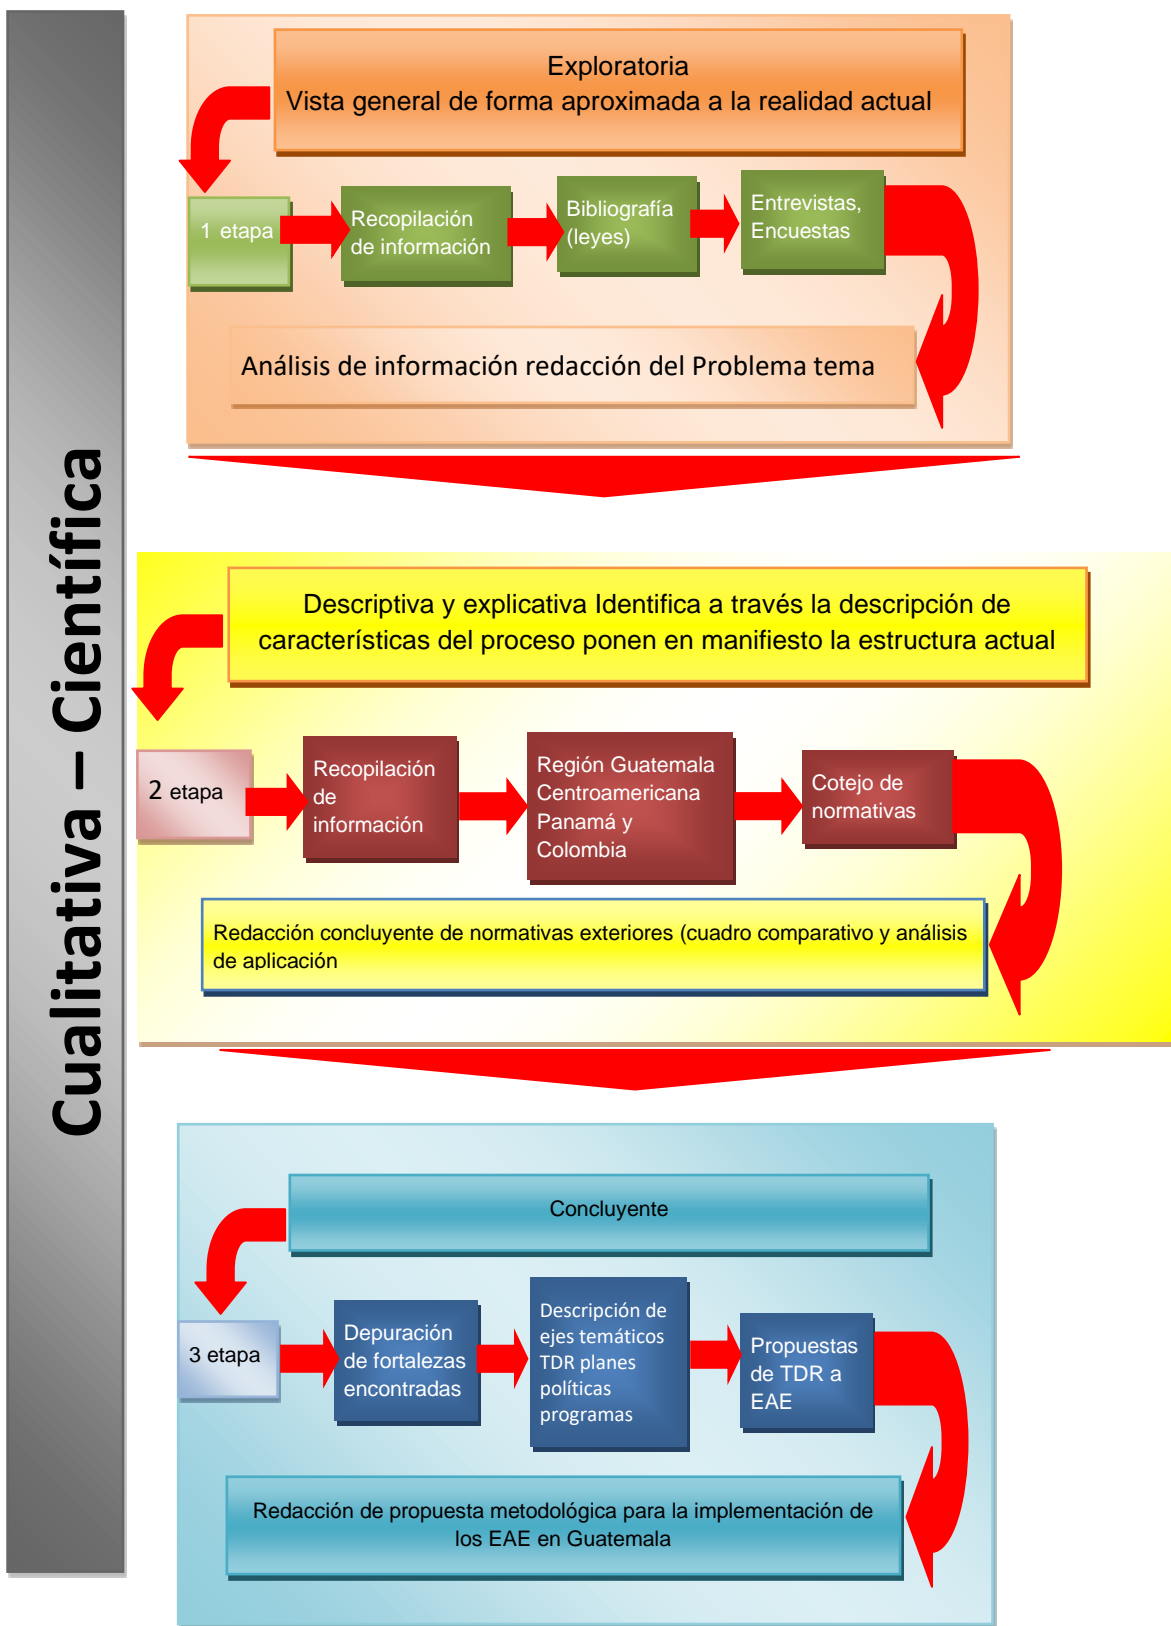 Cualitativa – Científica
Exploratoria
Vista general de forma aproximada a la realidad actual
1 etapa
Recopilación
de información
Bibliografía
(leyes)
Entrevistas,
Encuestas
Análisis de información redacción del Problema tema
Descriptiva y explicativa Identifica a través la descripción de
características del proceso ponen en manifiesto la estructura actual
2 etapa
Recopilación
de
información
Región Guatemala
Centroamericana
Panamá y
Colombia
Cotejo de
normativas
Redacción concluyente de normativas exteriores (cuadro comparativo y análisis
de aplicación
Concluyente
3 etapa
Depuración
de fortalezas
encontradas
Descripción de
ejes temáticos
TDR planes
políticas
programas
Propuestas
de TDR a
EAE
Redacción de propuesta metodológica para la implementación de
los EAE en Guatemala